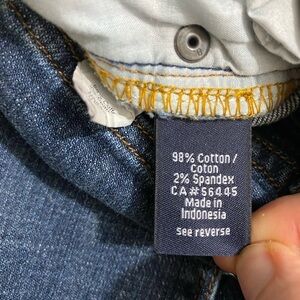 98% Cotton /
Coton
2% Spandex
CA#56445
Made in
Indonesia
See reverse